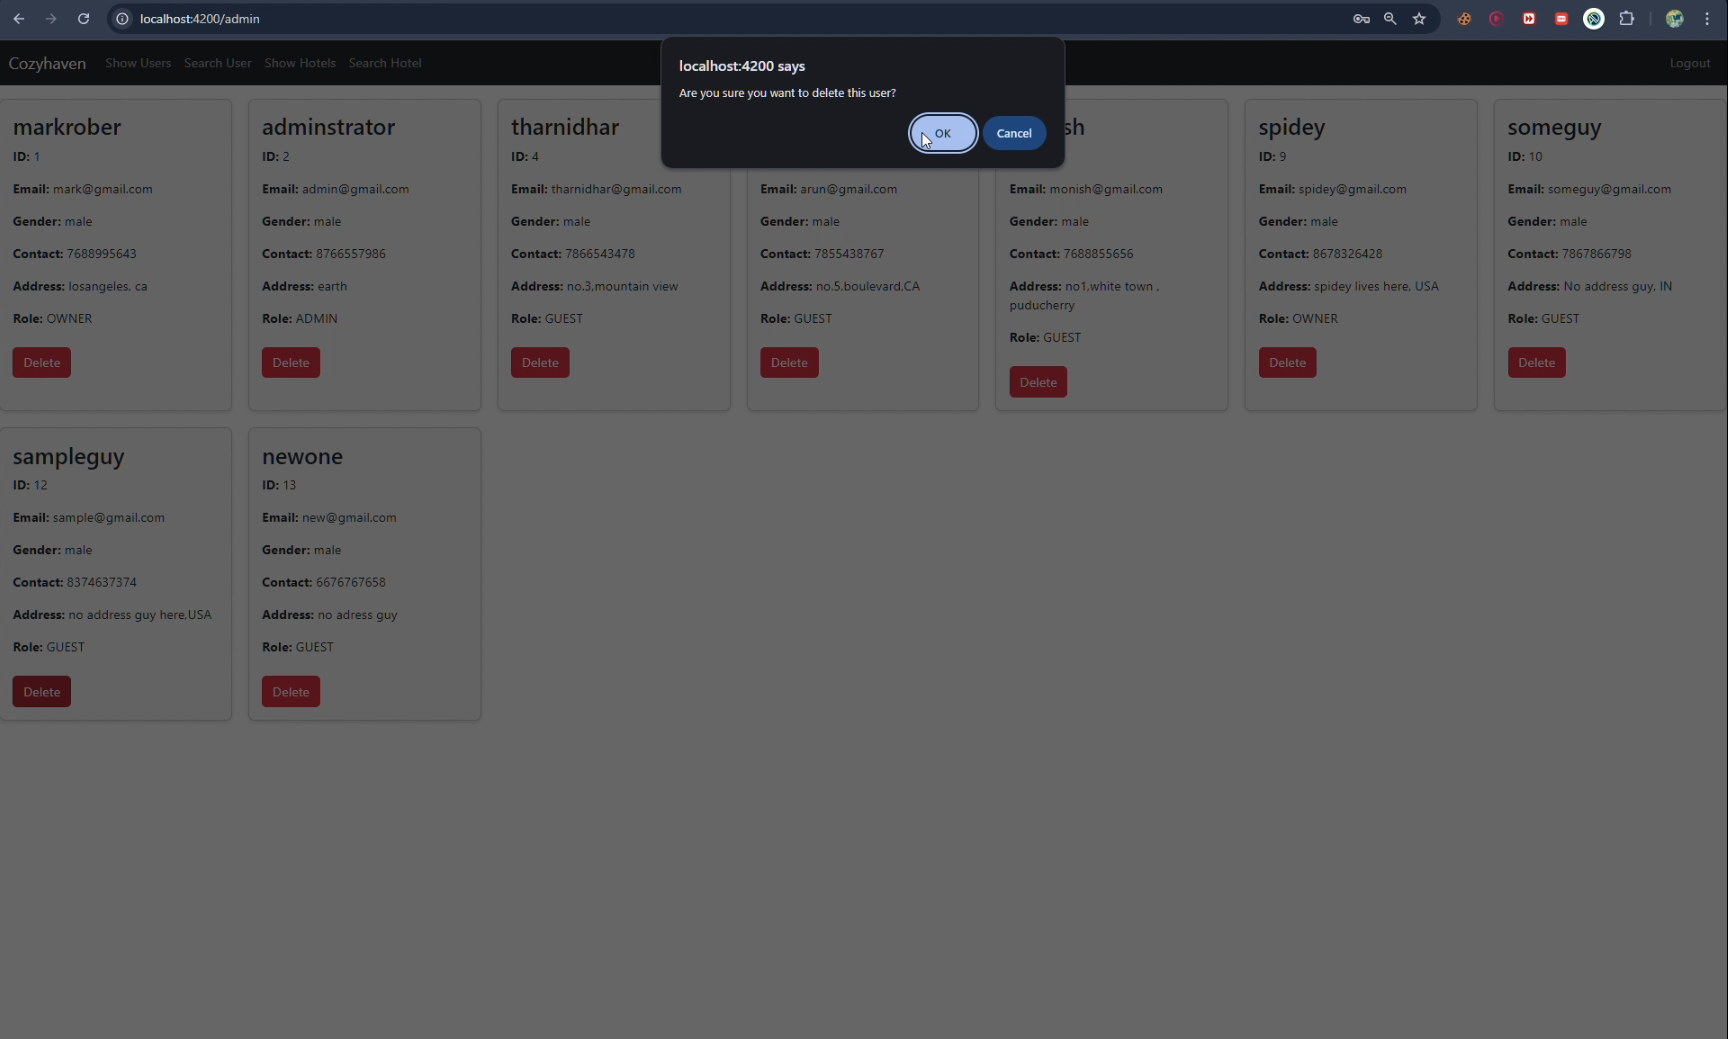 localhost:4200/admin
Cozyhaven Show Users Search User Show Hotels Search Hotel Logout
localhost:4200 says
Are you sure you want to delete this user?
OK Cancel
markrober
ID: 1
Email: mark@gmail.com
Gender: male
Contact: 7688995643
Address: losangeles, ca
Role: OWNER
Delete
adminstrator
ID: 2
Email: admin@gmail.com
Gender: male
Contact: 8766557986
Address: earth
Role: ADMIN
Delete
tharnidhar
ID: 4
Email: tharnidhar@gmail.com
Gender: male
Contact: 7866543478
Address: no.3,mountain view
Role: GUEST
Delete
Email: arun@gmail.com
Gender: male
Contact: 7855438767
Address: no.5,boulevard,CA
Role: GUEST
Delete
sh
Email: monish@gmail.com
Gender: male
Contact: 7688855656
Address: no1,white town ,
puducherry
Role: GUEST
Delete
spidey
ID: 9
Email: spidey@gmail.com
Gender: male
Contact: 8678326428
Address: spidey lives here, USA
Role: OWNER
Delete
someguy
ID: 10
Email: someguy@gmail.com
Gender: male
Contact: 7867866798
Address: No address guy, IN
Role: GUEST
Delete
sampleguy
ID: 12
Email: sample@gmail.com
Gender: male
Contact: 8374637374
Address: no address guy here,USA
Role: GUEST
Delete
newone
ID: 13
Email: new@gmail.com
Gender: male
Contact: 6676767658
Address: no adress guy
Role: GUEST
Delete